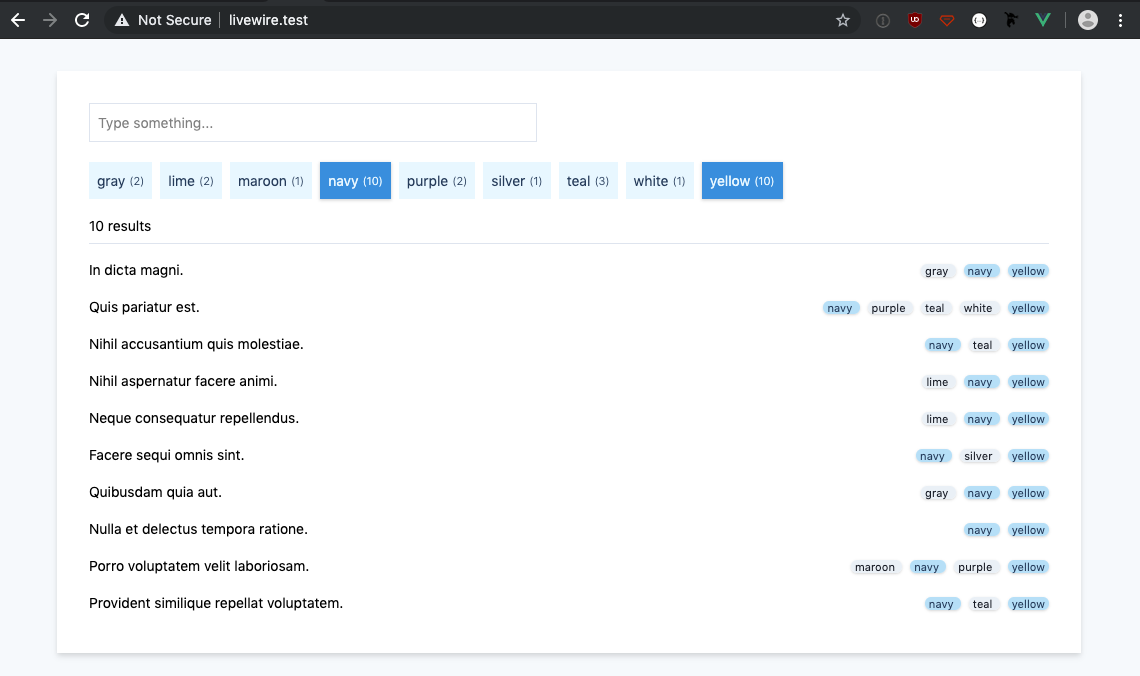 Not Secure livewire.test
Type something...
gray (2) lime (2) maroon (1) navy (10) purple (2) silver (1) teal (3) white (1) yellow (10)
10 results
In dicta magni. gray navy yellow
Quis pariatur est. navy purple teal white yellow
Nihil accusantium quis molestiae. navy teal yellow
Nihil aspernatur facere animi. lime navy yellow
Neque consequatur repellendus. lime navy yellow
Facere sequi omnis sint. navy silver yellow
Quibusdam quia aut. gray navy yellow
Nulla et delectus tempora ratione. navy yellow
Porro voluptatem velit laboriosam. maroon navy purple yellow
Provident similique repellat voluptatem. navy teal yellow